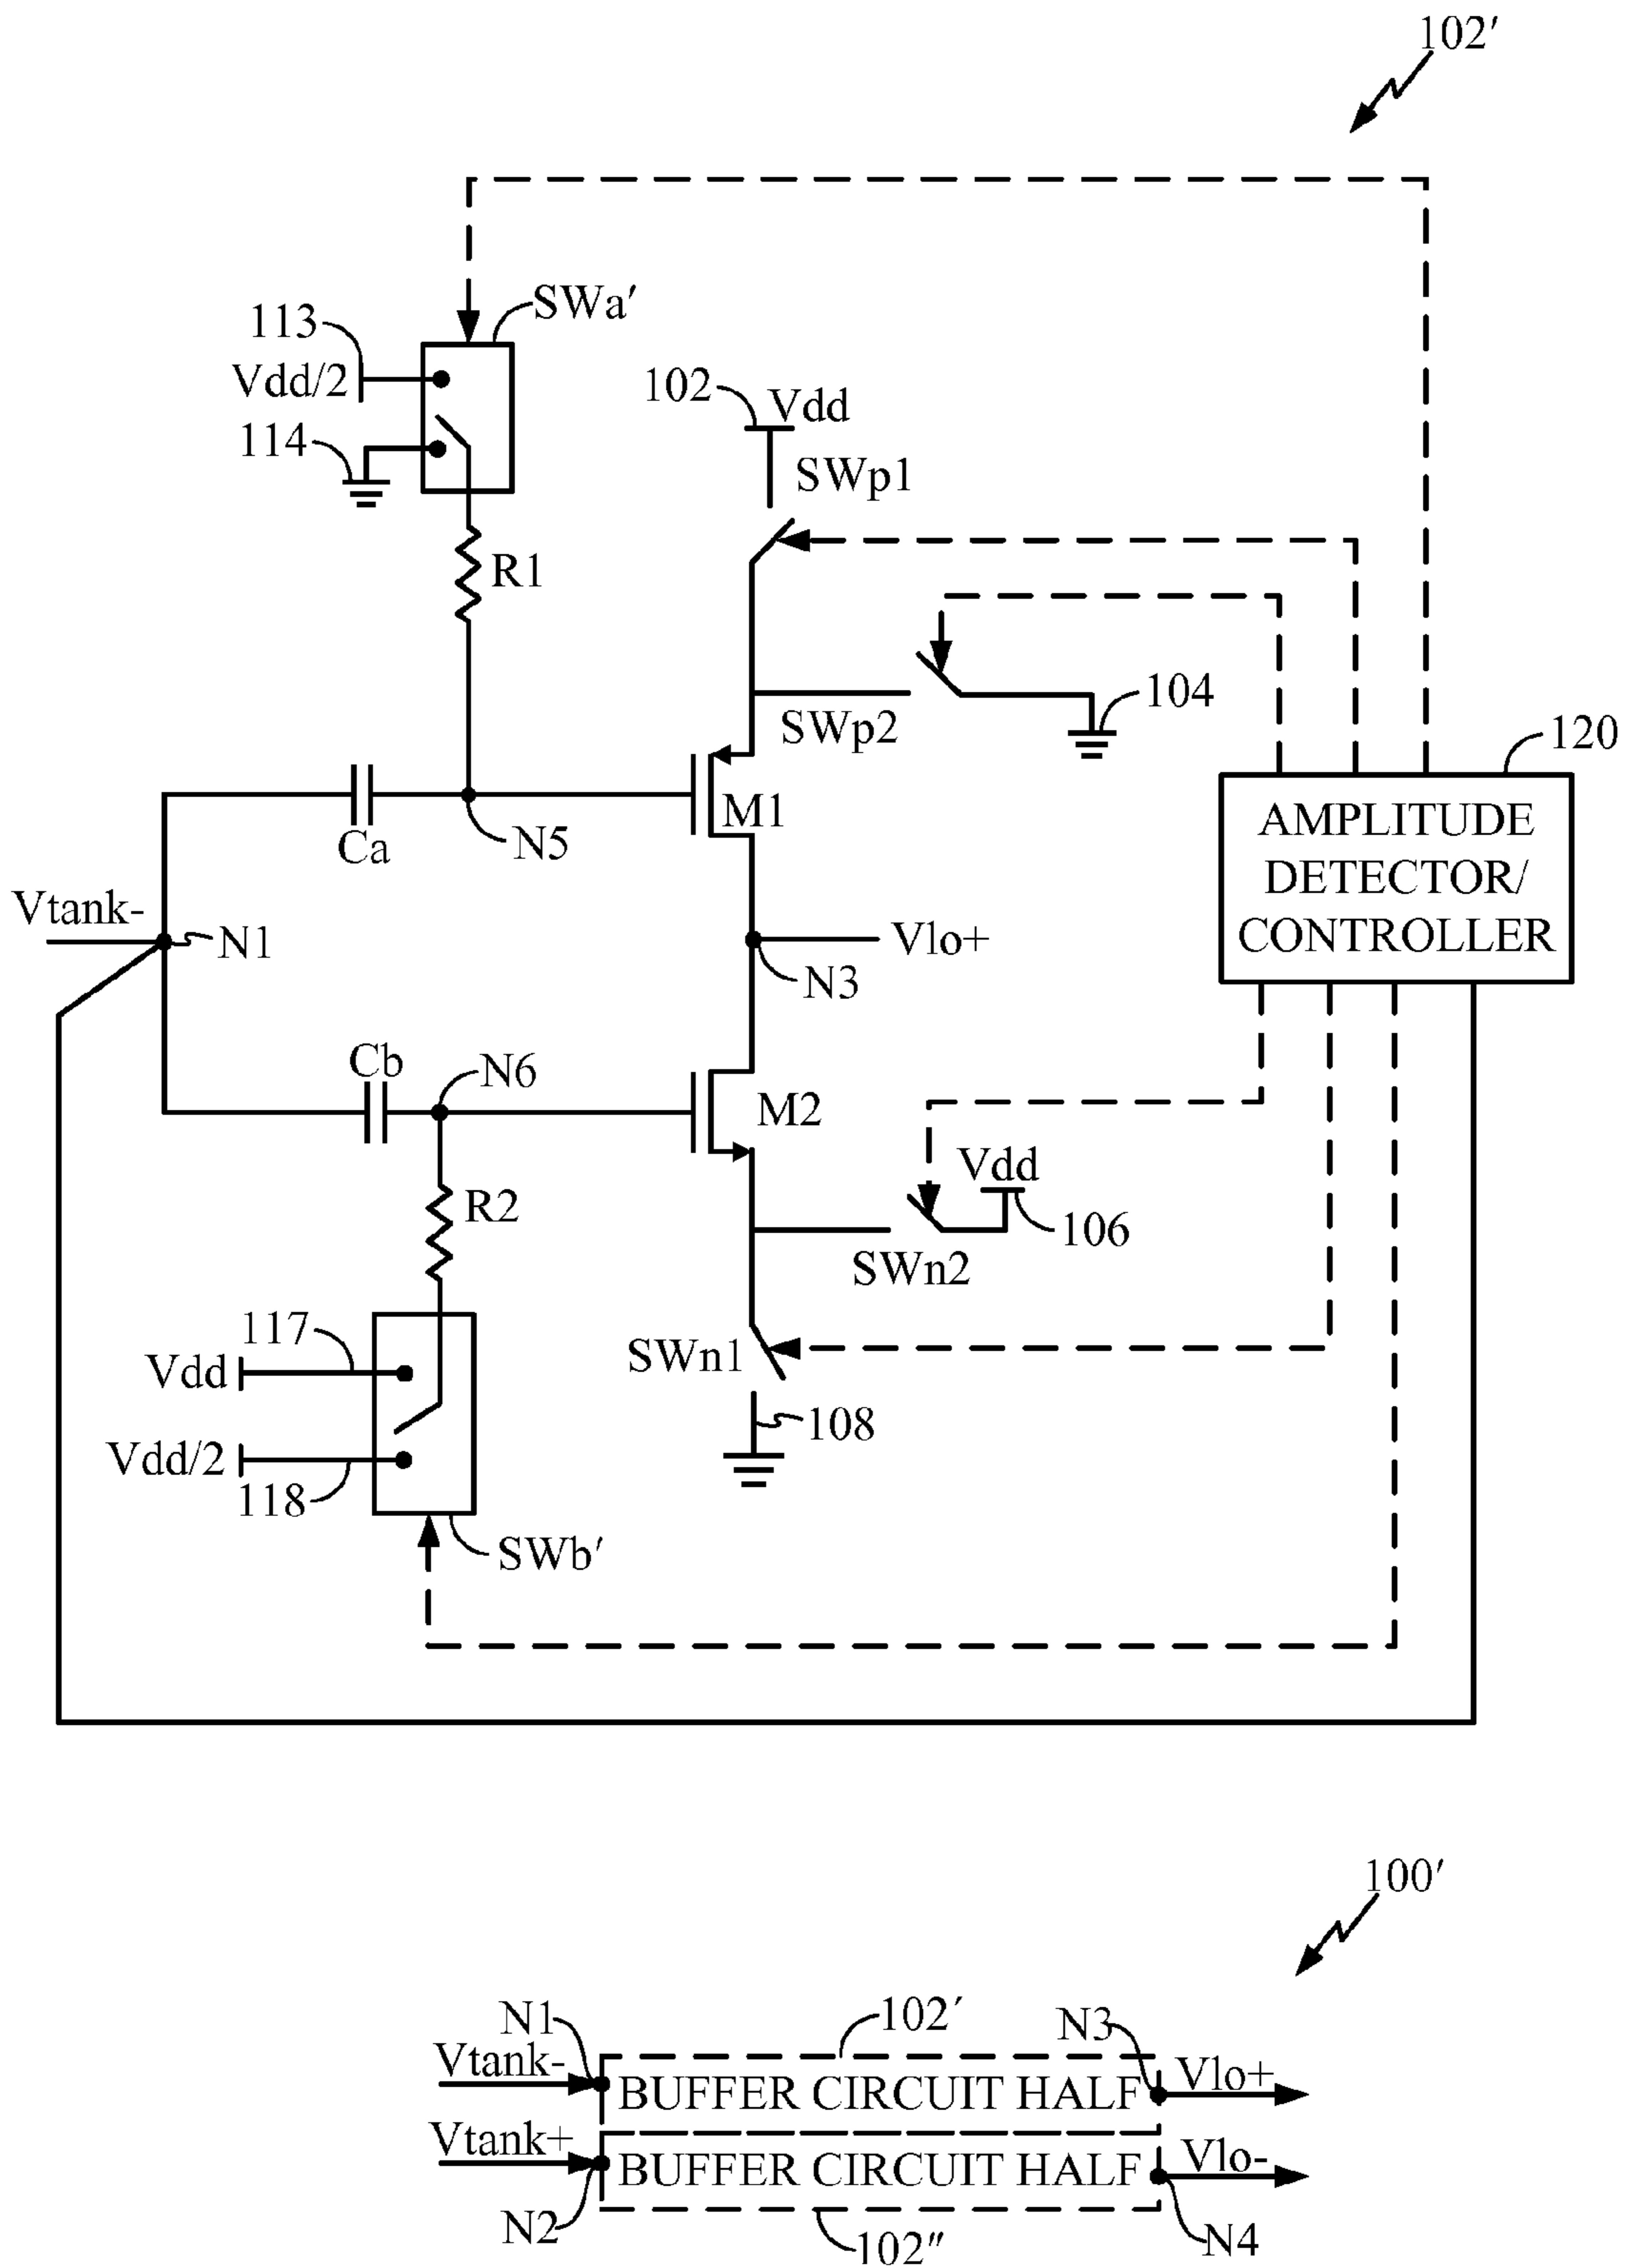 102′
SWa′
113
Vdd/2
114
102
Vdd
SWp1
R1
SWp2
104
120
AMPLITUDE
DETECTOR/
CONTROLLER
M1
N5
Ca
Vtank-
N1
Vlo+
N3
Cb
N6
M2
R2
Vdd
106
SWn2
117
Vdd
SWn1
108
Vdd/2
118
SWb′
100′
N1
102′
N3
Vtank-
BUFFER CIRCUIT HALF
Vlo+
Vtank+
BUFFER CIRCUIT HALF
Vlo-
N2
102″
N4